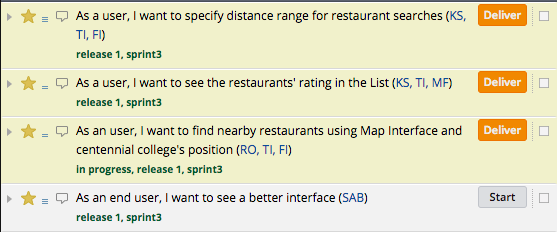 As a user, I want to specify distance range for restaurant searches (KS, Deliver
TI, FI)
release 1, sprint3
As a user, I want to see the restaurants' rating in the List (KS, TI, MF) Deliver
release 1, sprint3
As an user, I want to find nearby restaurants using Map Interface and Deliver
centennial college's position (RO, TI, FI)
in progress, release 1, sprint3
As an end user, I want to see a better interface (SAB) Start
release 1, sprint3